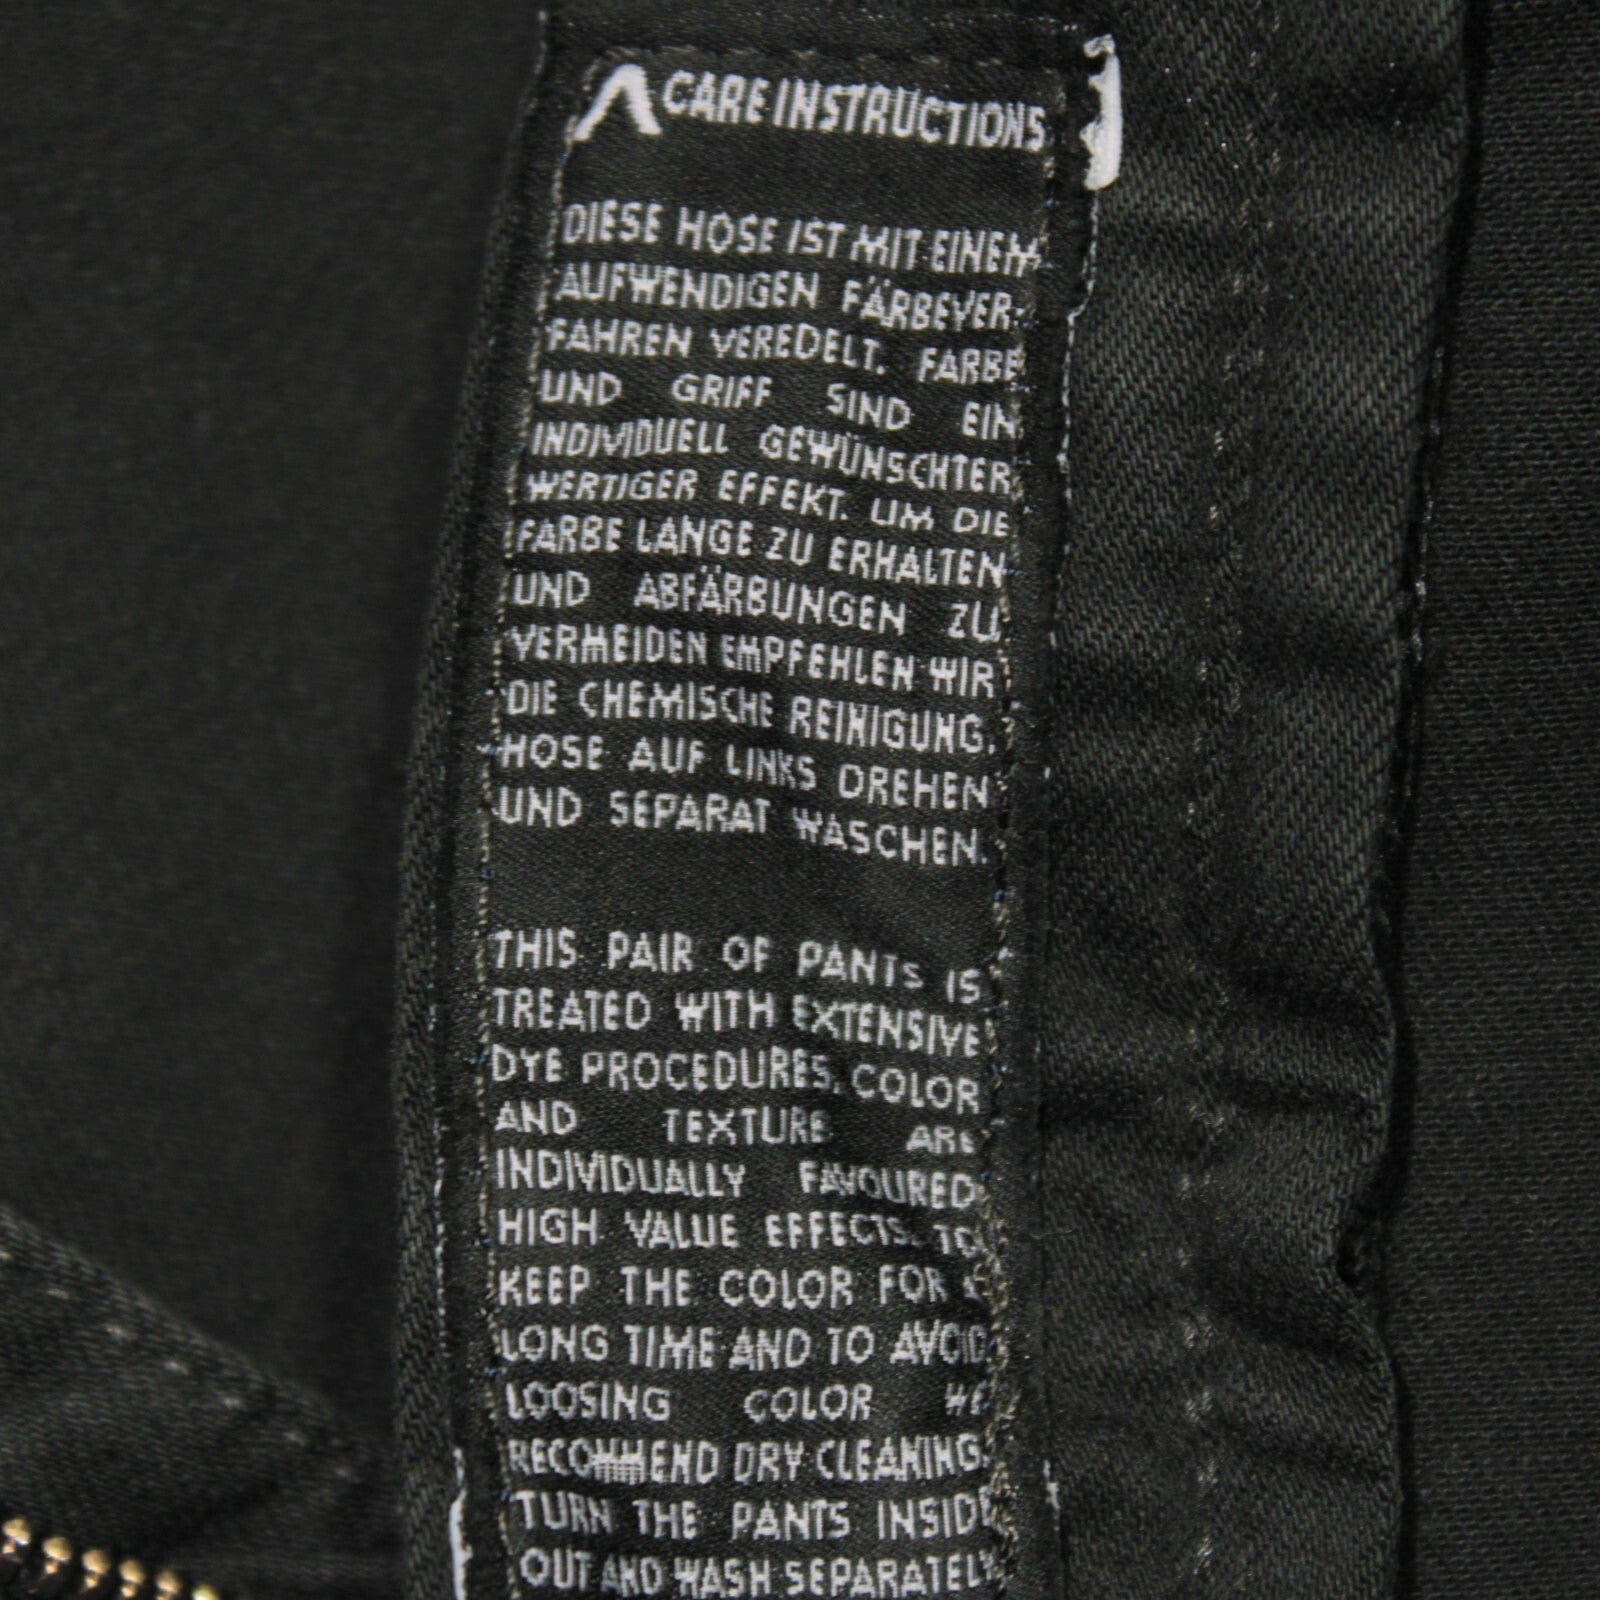 CARE INSTRUCTIONS
DIESE HOSE IST MIT EINEM
AUFWENDIGEN FÄRBEVER-
FAHREN VEREDELT. FARBE
UND GRIFF SIND EIN
INDIVIDUELL GEWÜNSCHTER
WERTIGER EFFEKT. UM DIE
FARBE LANGE ZU ERHALTEN
UND ABFÄRBUNGEN ZU
VERMEIDEN EMPFEHLEN WIR
DIE CHEMISCHE REINIGUNG.
HOSE AUF LINKS DREHEN
UND SEPARAT WASCHEN.
THIS PAIR OF PANTS IS
TREATED WITH EXTENSIVE
DYE PROCEDURES, COLOR
AND TEXTURE ARE
INDIVIDUALLY FAVOURED
HIGH VALUE EFFECTS. TO
KEEP THE COLOR FOR
LONG TIME AND TO AVOID
LOOSING COLOR WE
RECOMMEND DRY CLEANING.
TURN THE PANTS INSIDE
OUT AND WASH SEPARATELY